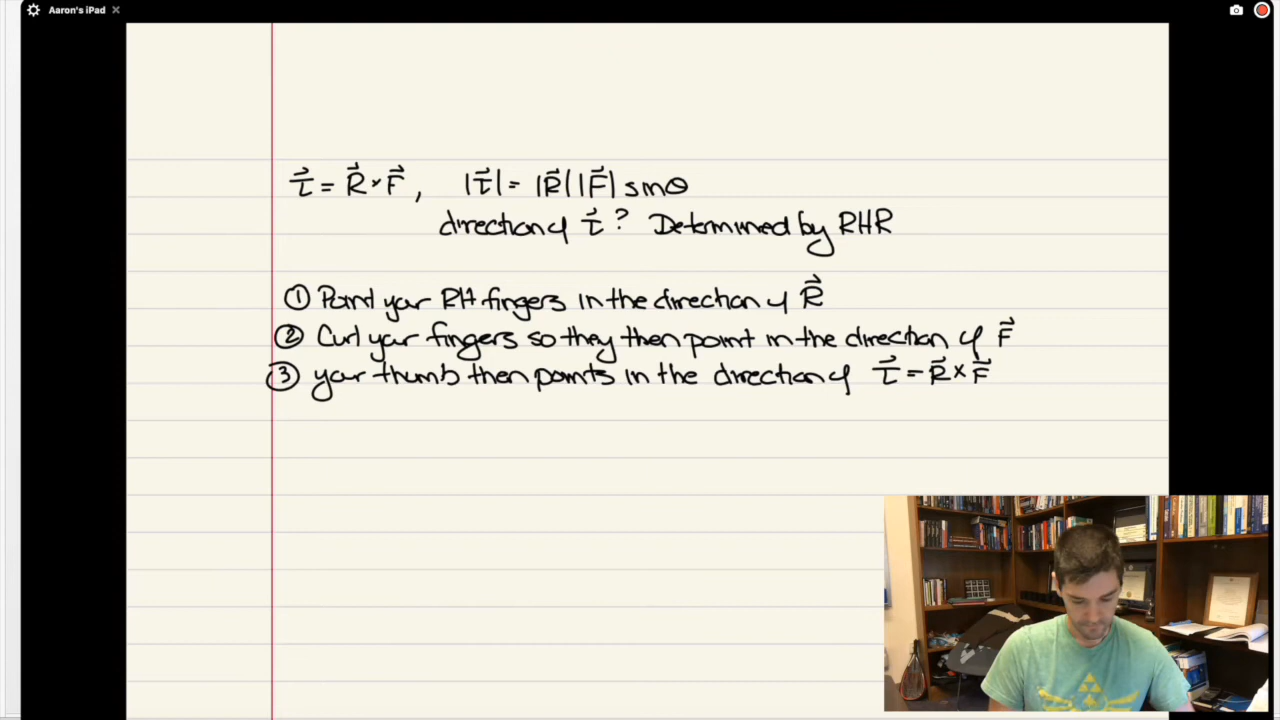 Aaron's iPad
τ⃗ = R⃗ × F⃗ , |τ⃗| = |R⃗||F⃗| sinθ
direction of τ⃗ ? Determined by RHR
① Point your RH fingers in the direction of R⃗
② Curl your fingers so they then point in the direction of F⃗
③ your thumb then points in the direction of τ⃗ = R⃗ × F⃗